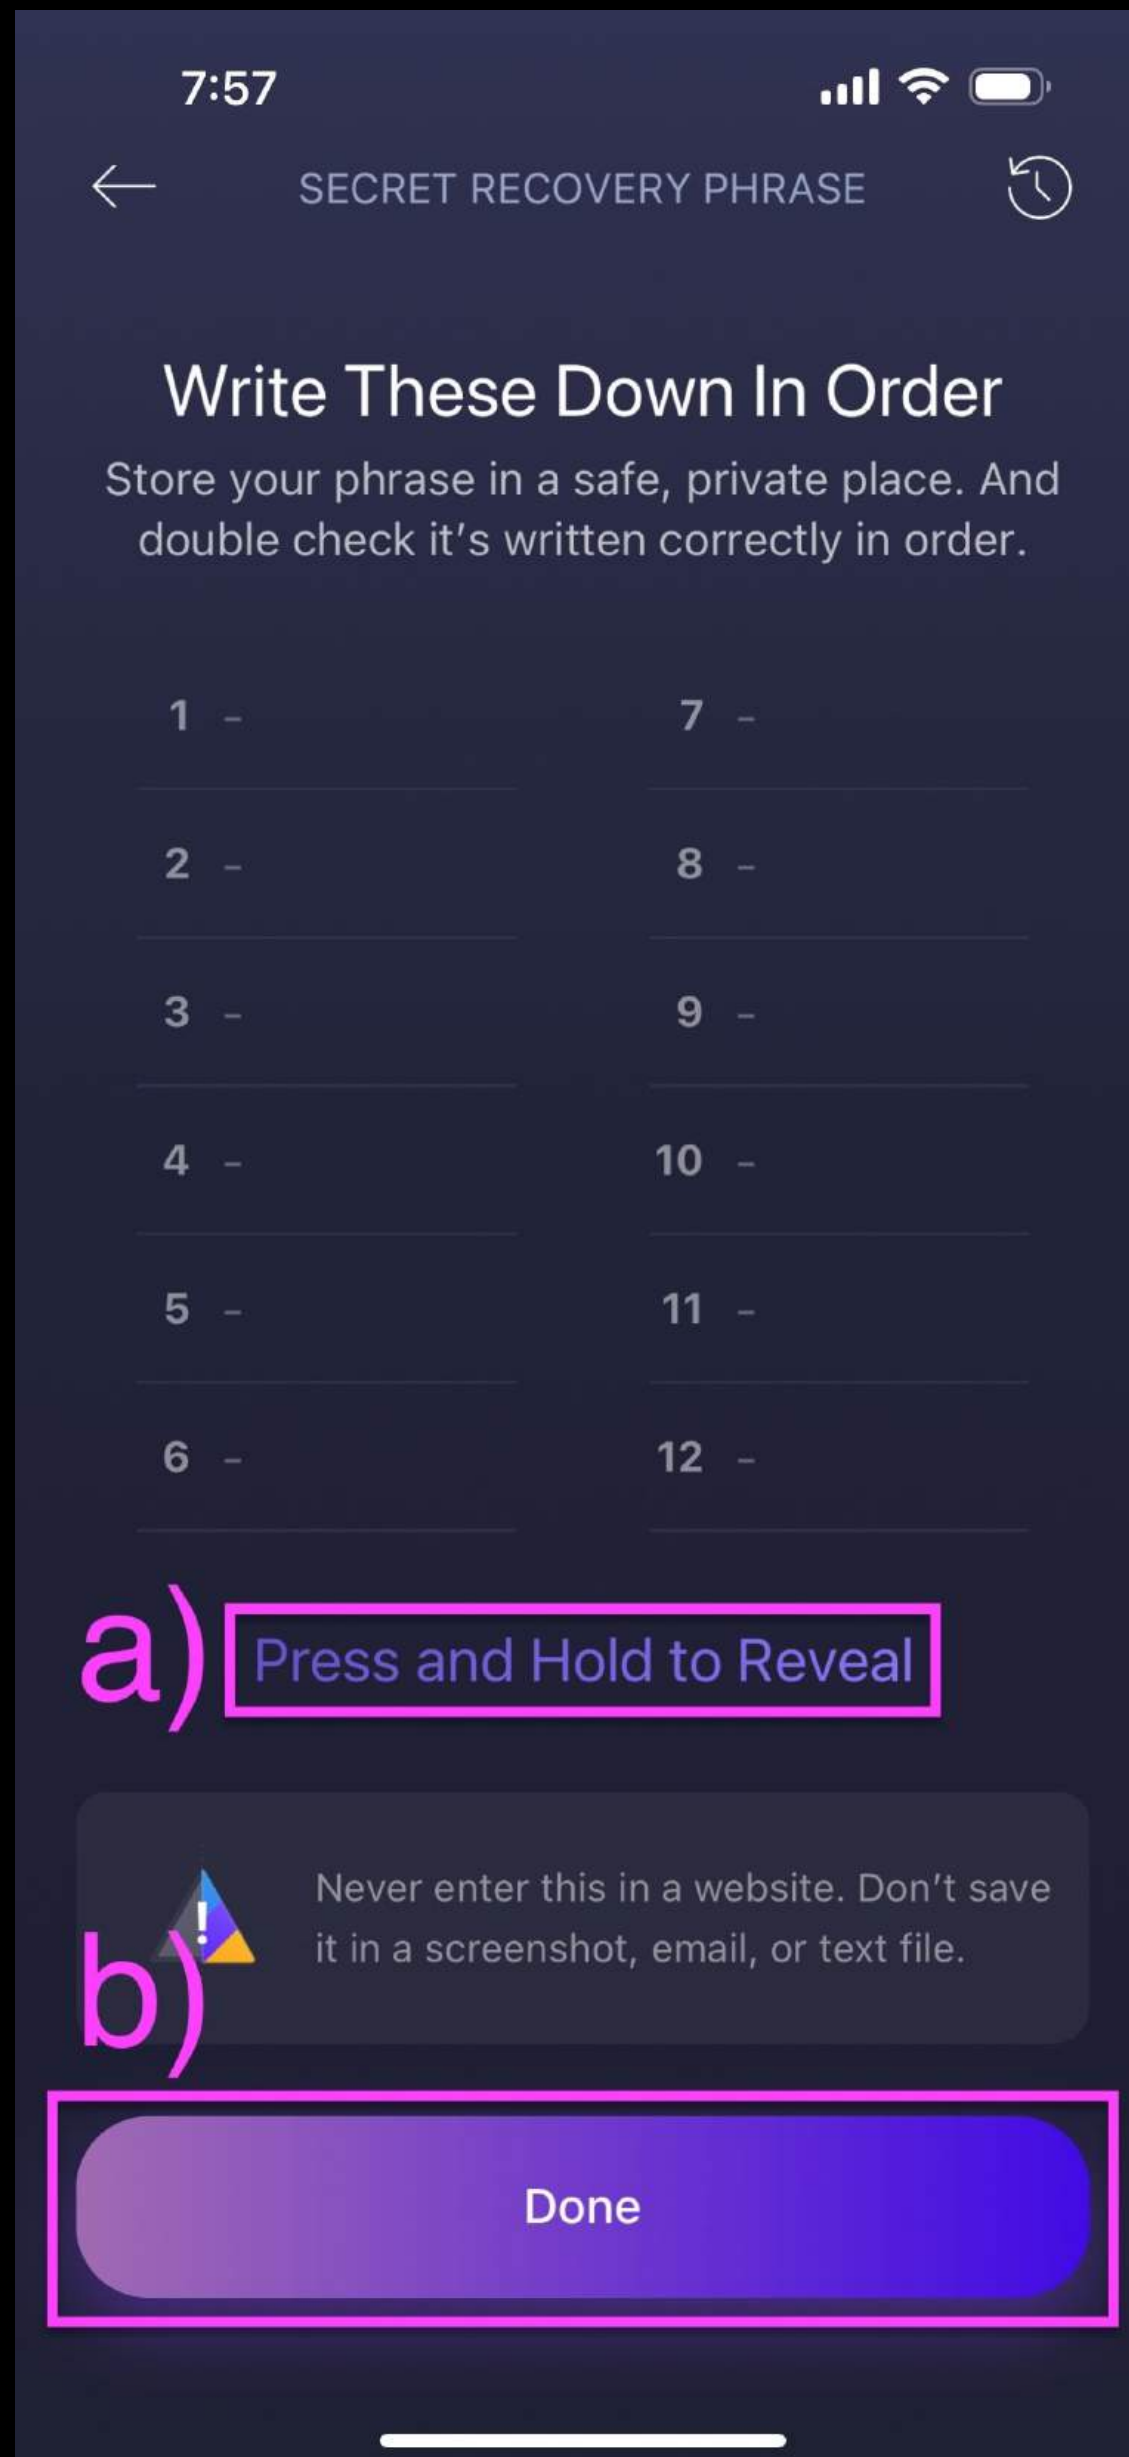 7:57
SECRET RECOVERY PHRASE
Write These Down In Order
Store your phrase in a safe, private place. And
double check it's written correctly in order.
1 -
2 -
3 -
4 -
5 -
6 -
7 -
8 -
9 -
10 -
11 -
12 -
a) Press and Hold to Reveal
Never enter this in a website. Don't save
it in a screenshot, email, or text file.
!
b)
Done